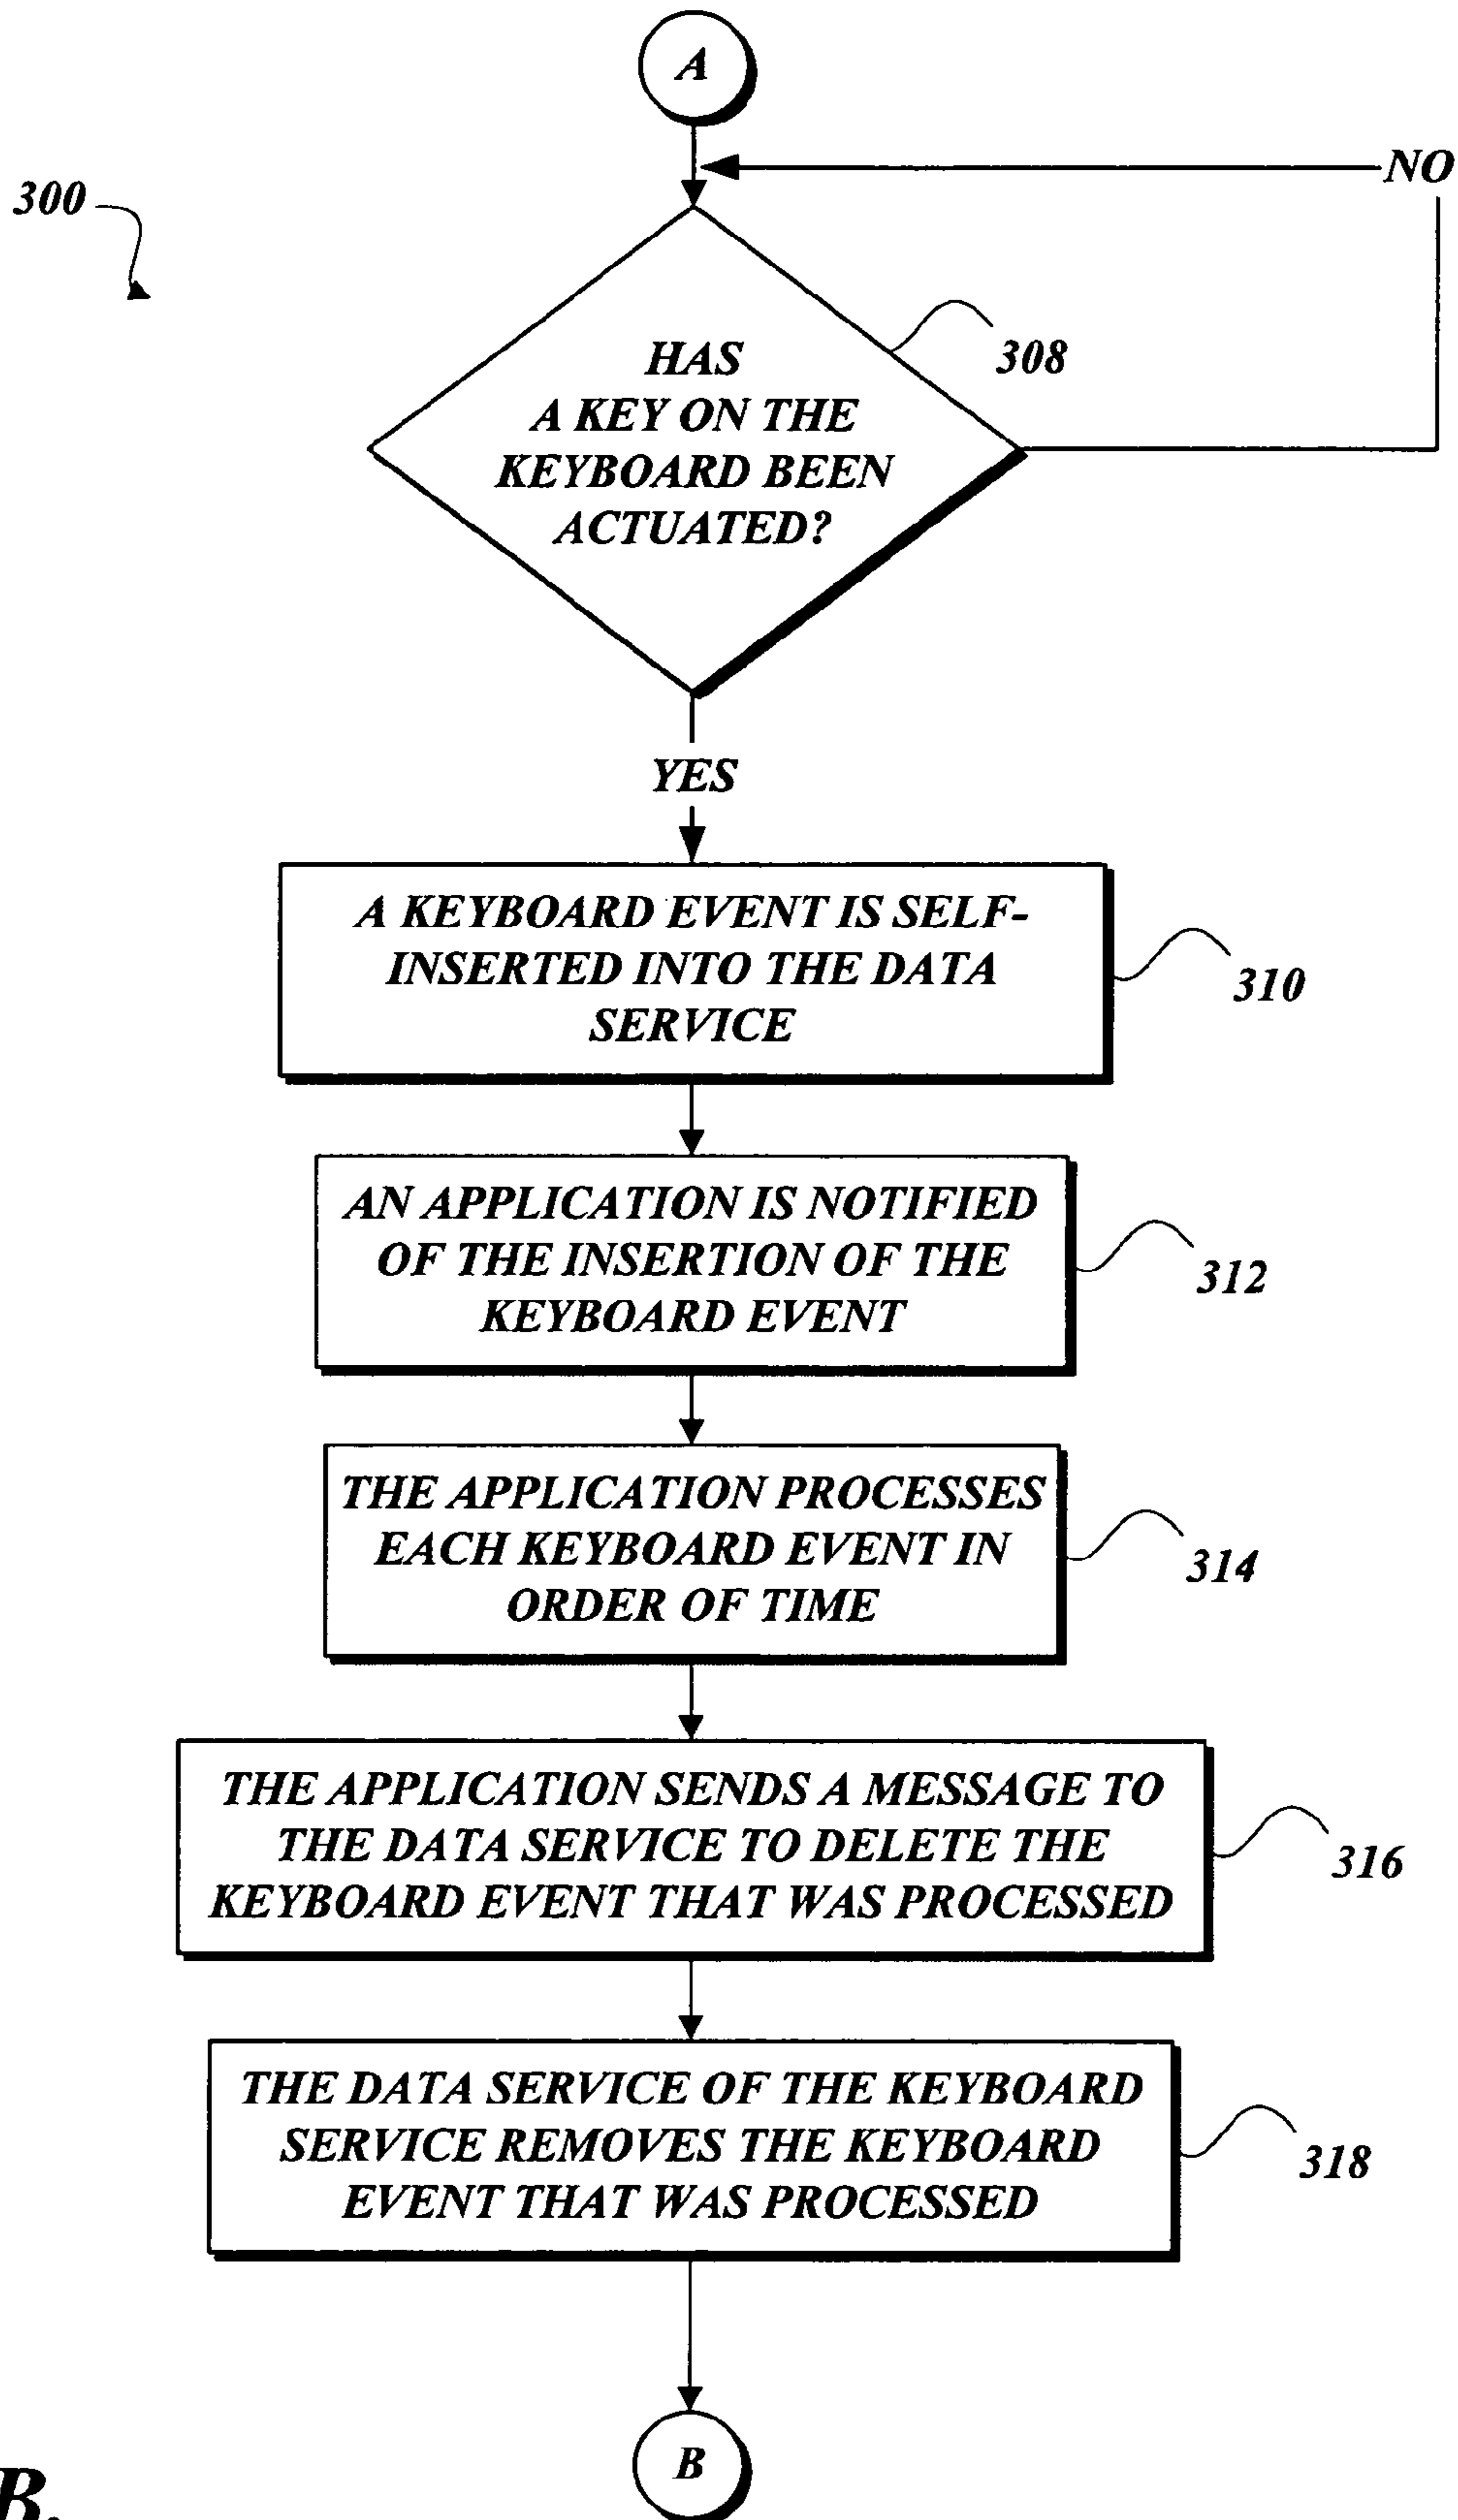 A
NO
300
308
HAS
A KEY ON THE
KEYBOARD BEEN
ACTUATED?
YES
A KEYBOARD EVENT IS SELF-
INSERTED INTO THE DATA
SERVICE
310
AN APPLICATION IS NOTIFIED
OF THE INSERTION OF THE
KEYBOARD EVENT
312
THE APPLICATION PROCESSES
EACH KEYBOARD EVENT IN
ORDER OF TIME
314
THE APPLICATION SENDS A MESSAGE TO
THE DATA SERVICE TO DELETE THE
KEYBOARD EVENT THAT WAS PROCESSED
316
THE DATA SERVICE OF THE KEYBOARD
SERVICE REMOVES THE KEYBOARD
EVENT THAT WAS PROCESSED
318
B
B.